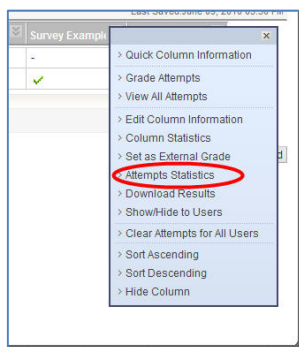 Last Saved:June 09, 2010 03:50 PM
Survey Example
-
> Quick Column Information
> Grade Attempts
> View All Attempts
> Edit Column Information
> Column Statistics
> Set as External Grade
d
> Attempts Statistics
> Download Results
> Show/Hide to Users
> Clear Attempts for All Users
> Sort Ascending
> Sort Descending
> Hide Column